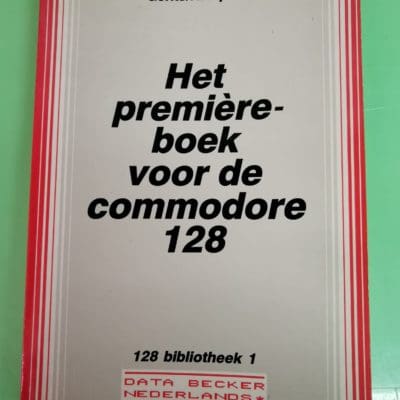 Het
première-
boek
voor de
commodore
128
128 bibliotheek 1
DATA BECKER
NEDERLANDS*